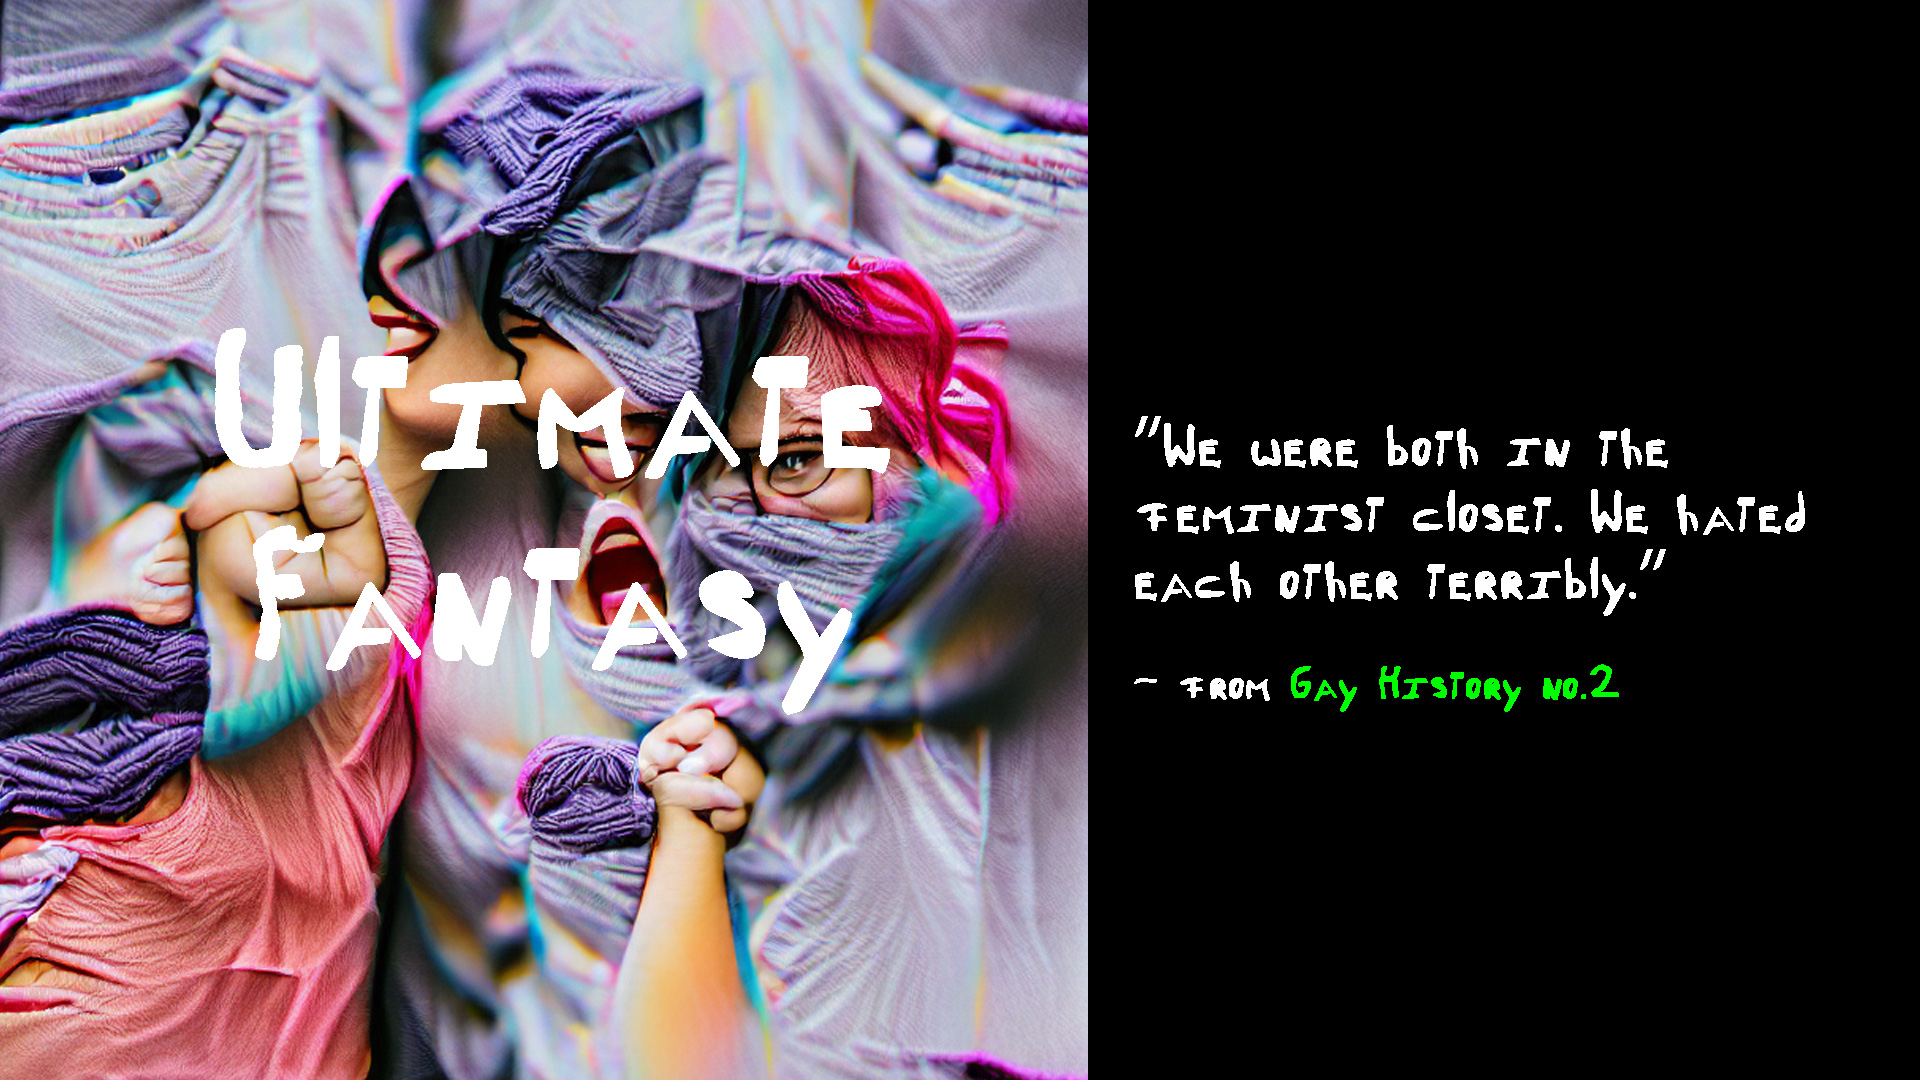 Ultimate
Fantasy
"We were both in the
feminist closet. We hated
each other terribly."
~ from Gay History no.2